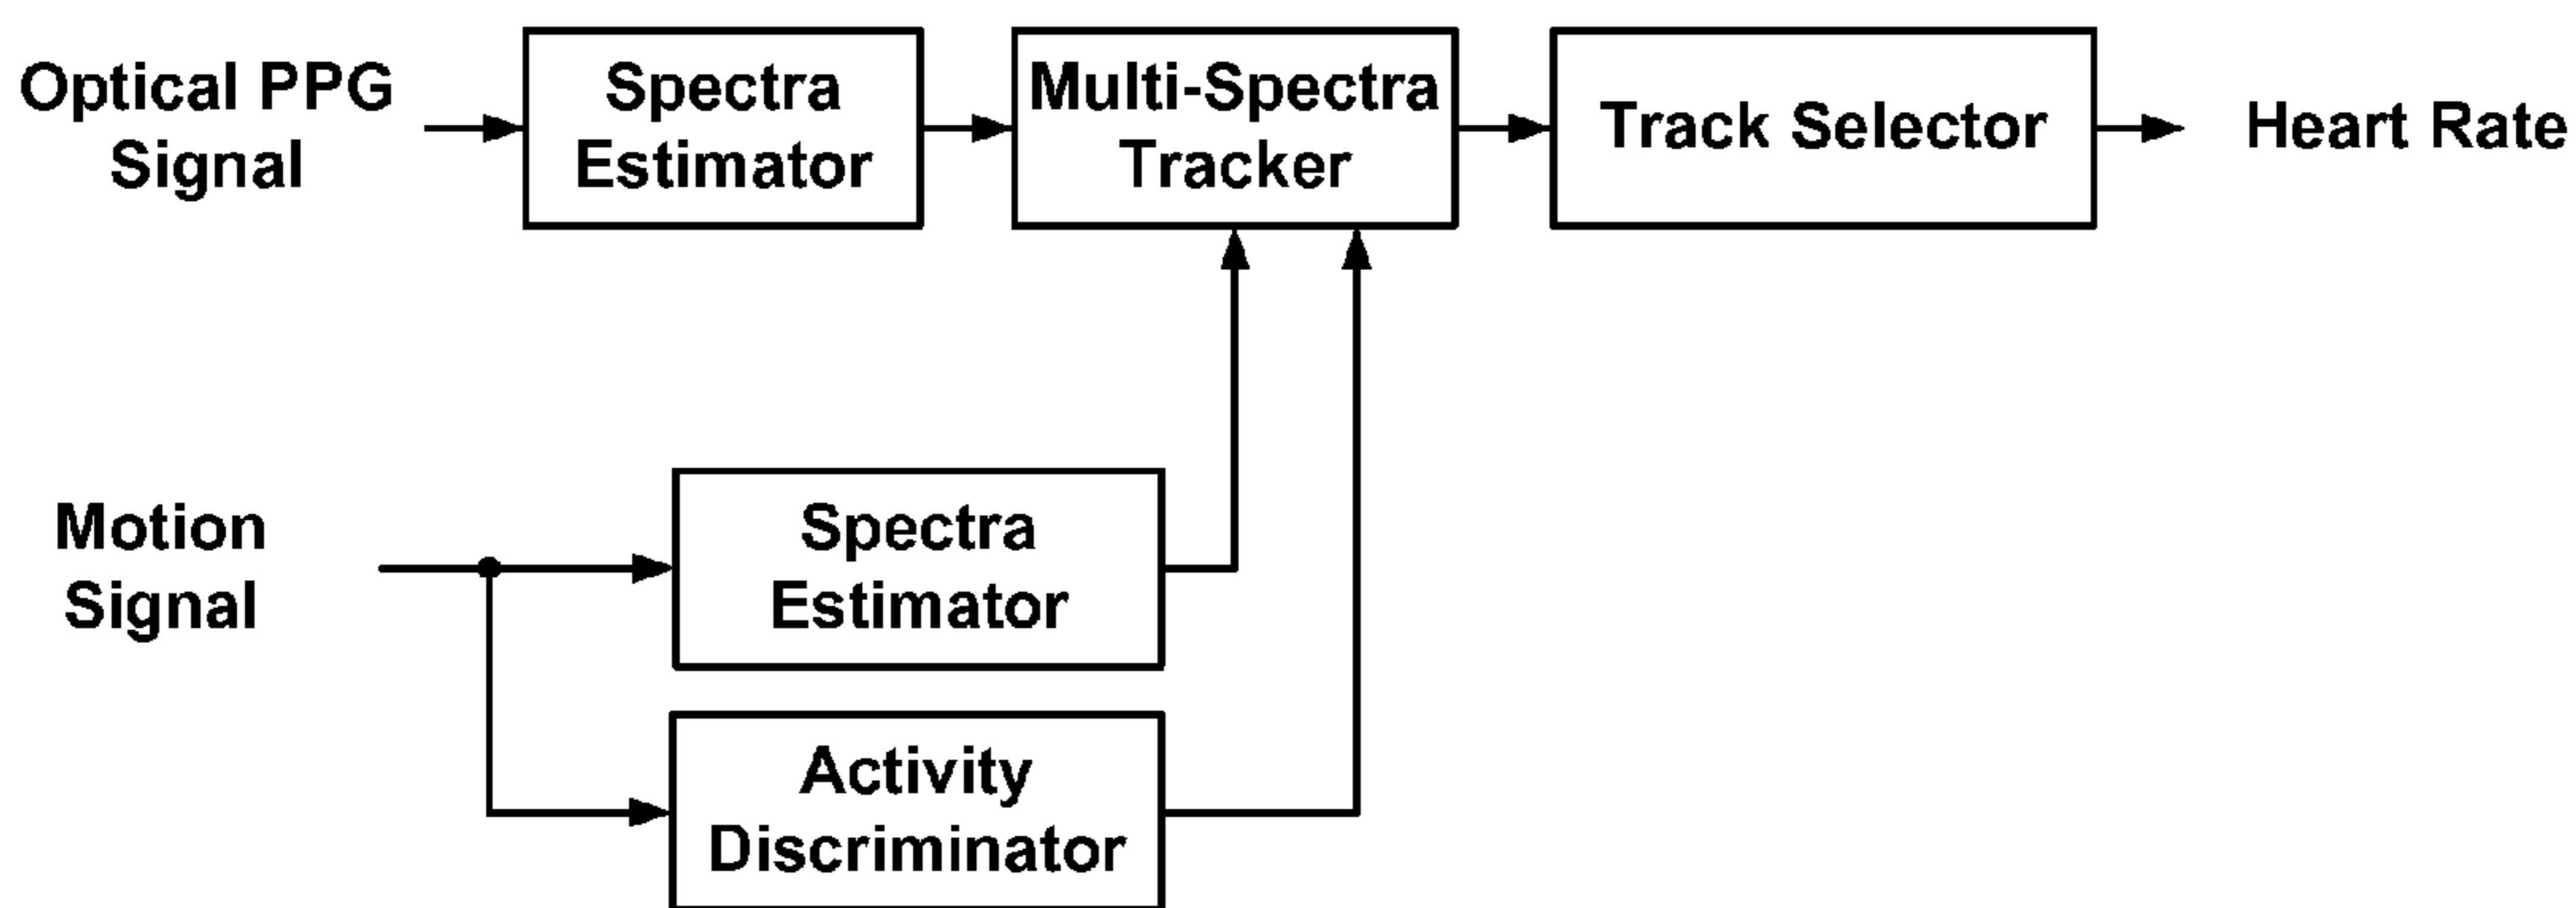 Optical PPG
Signal
Spectra
Estimator
Multi-Spectra
Tracker
Track Selector
Heart Rate
Motion
Signal
Spectra
Estimator
Activity
Discriminator